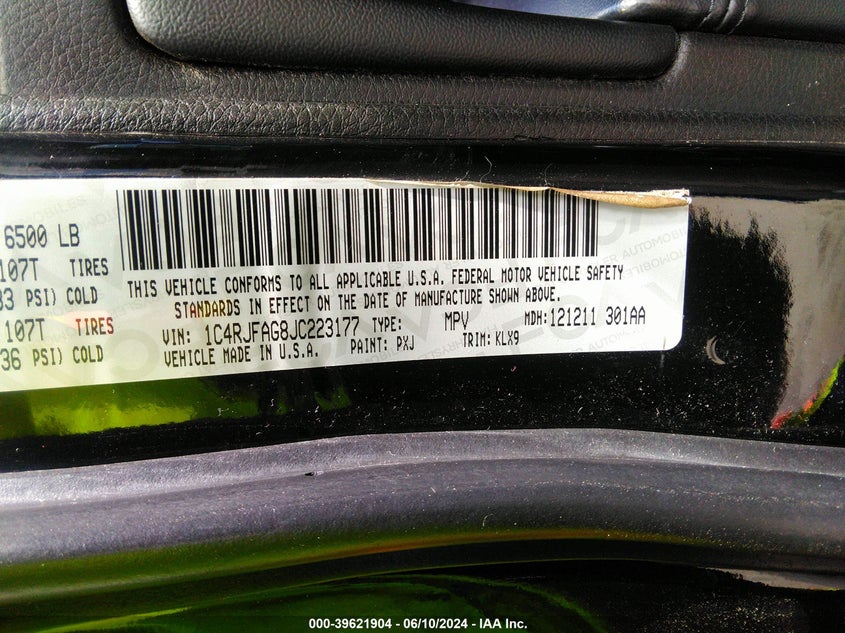 6500 LB
107T TIRES
33 PSI) COLD
107T TIRES
36 PSI) COLD
THIS VEHICLE CONFORMS TO ALL APPLICABLE U.S.A. FEDERAL MOTOR VEHICLE SAFETY
STANDARDS IN EFFECT ON THE DATE OF MANUFACTURE SHOWN ABOVE.
VIN: 1C4RJFAG8JC223177 TYPE: MPV MDH: 121211 301AA
VEHICLE MADE IN U.S.A. PAINT: PXJ TRIM: KLX9
000-39621904 - 06/10/2024 - IAA Inc.